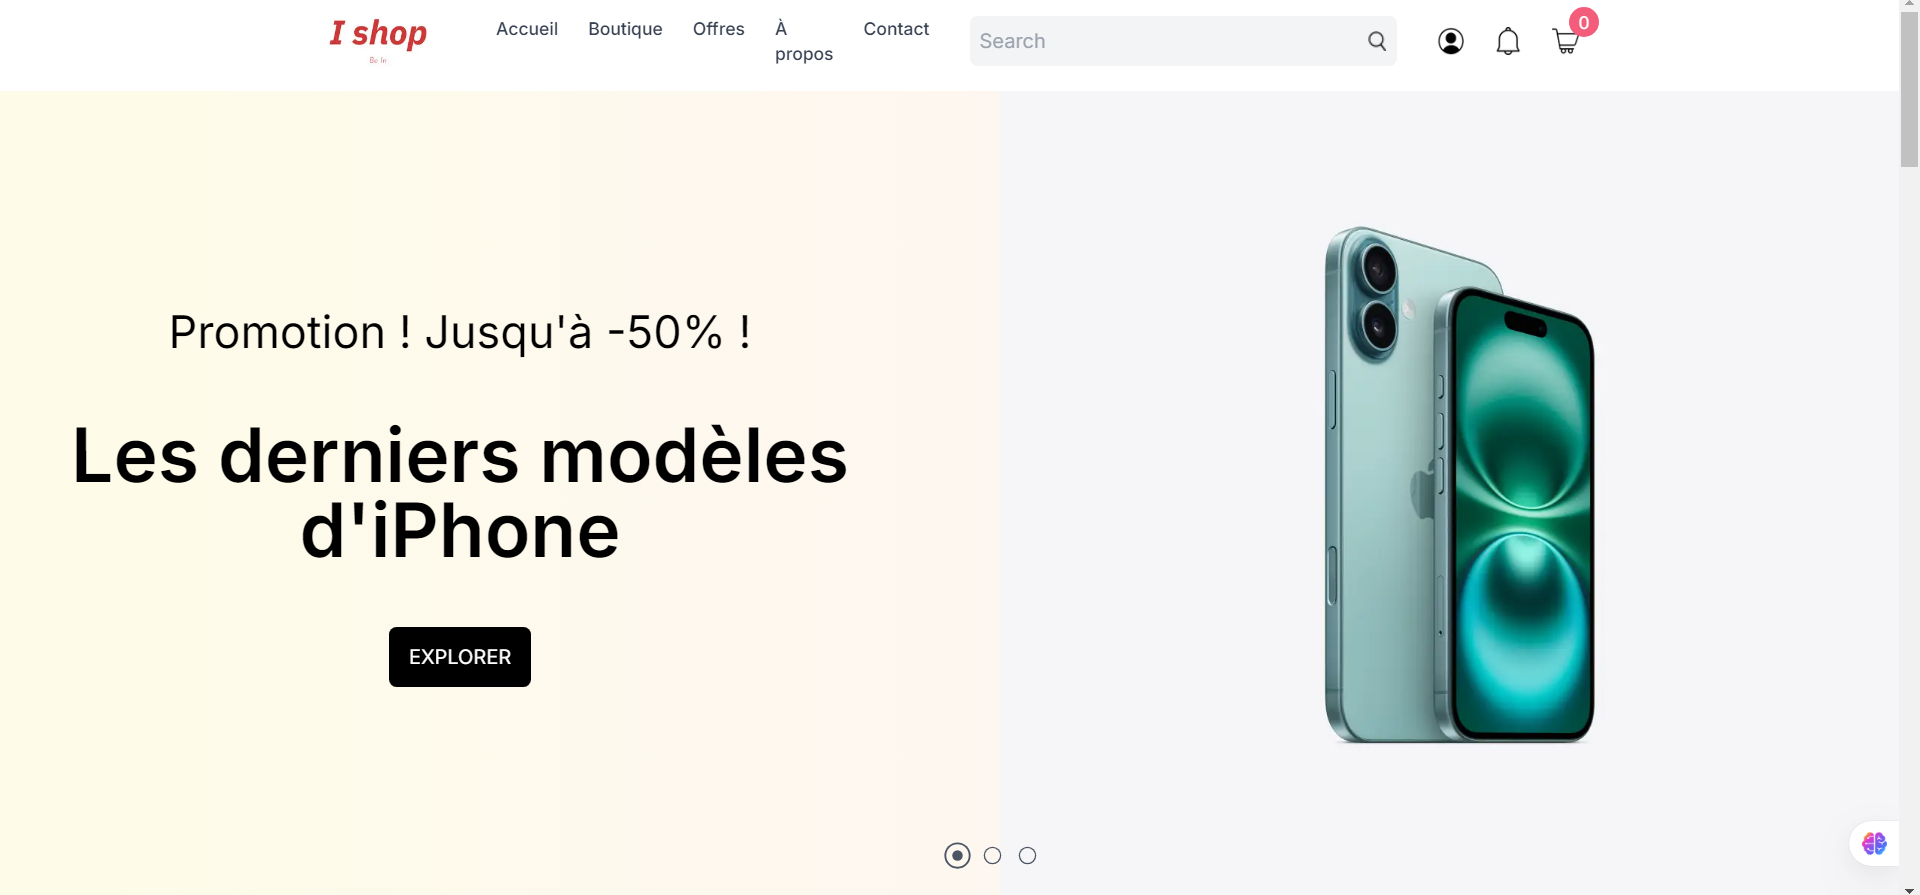 I shop
Be In
Accueil
Boutique
Offres
À
propos
Contact
Search
0
Promotion ! Jusqu'à -50% !
Les derniers modèles
d'iPhone
EXPLORER